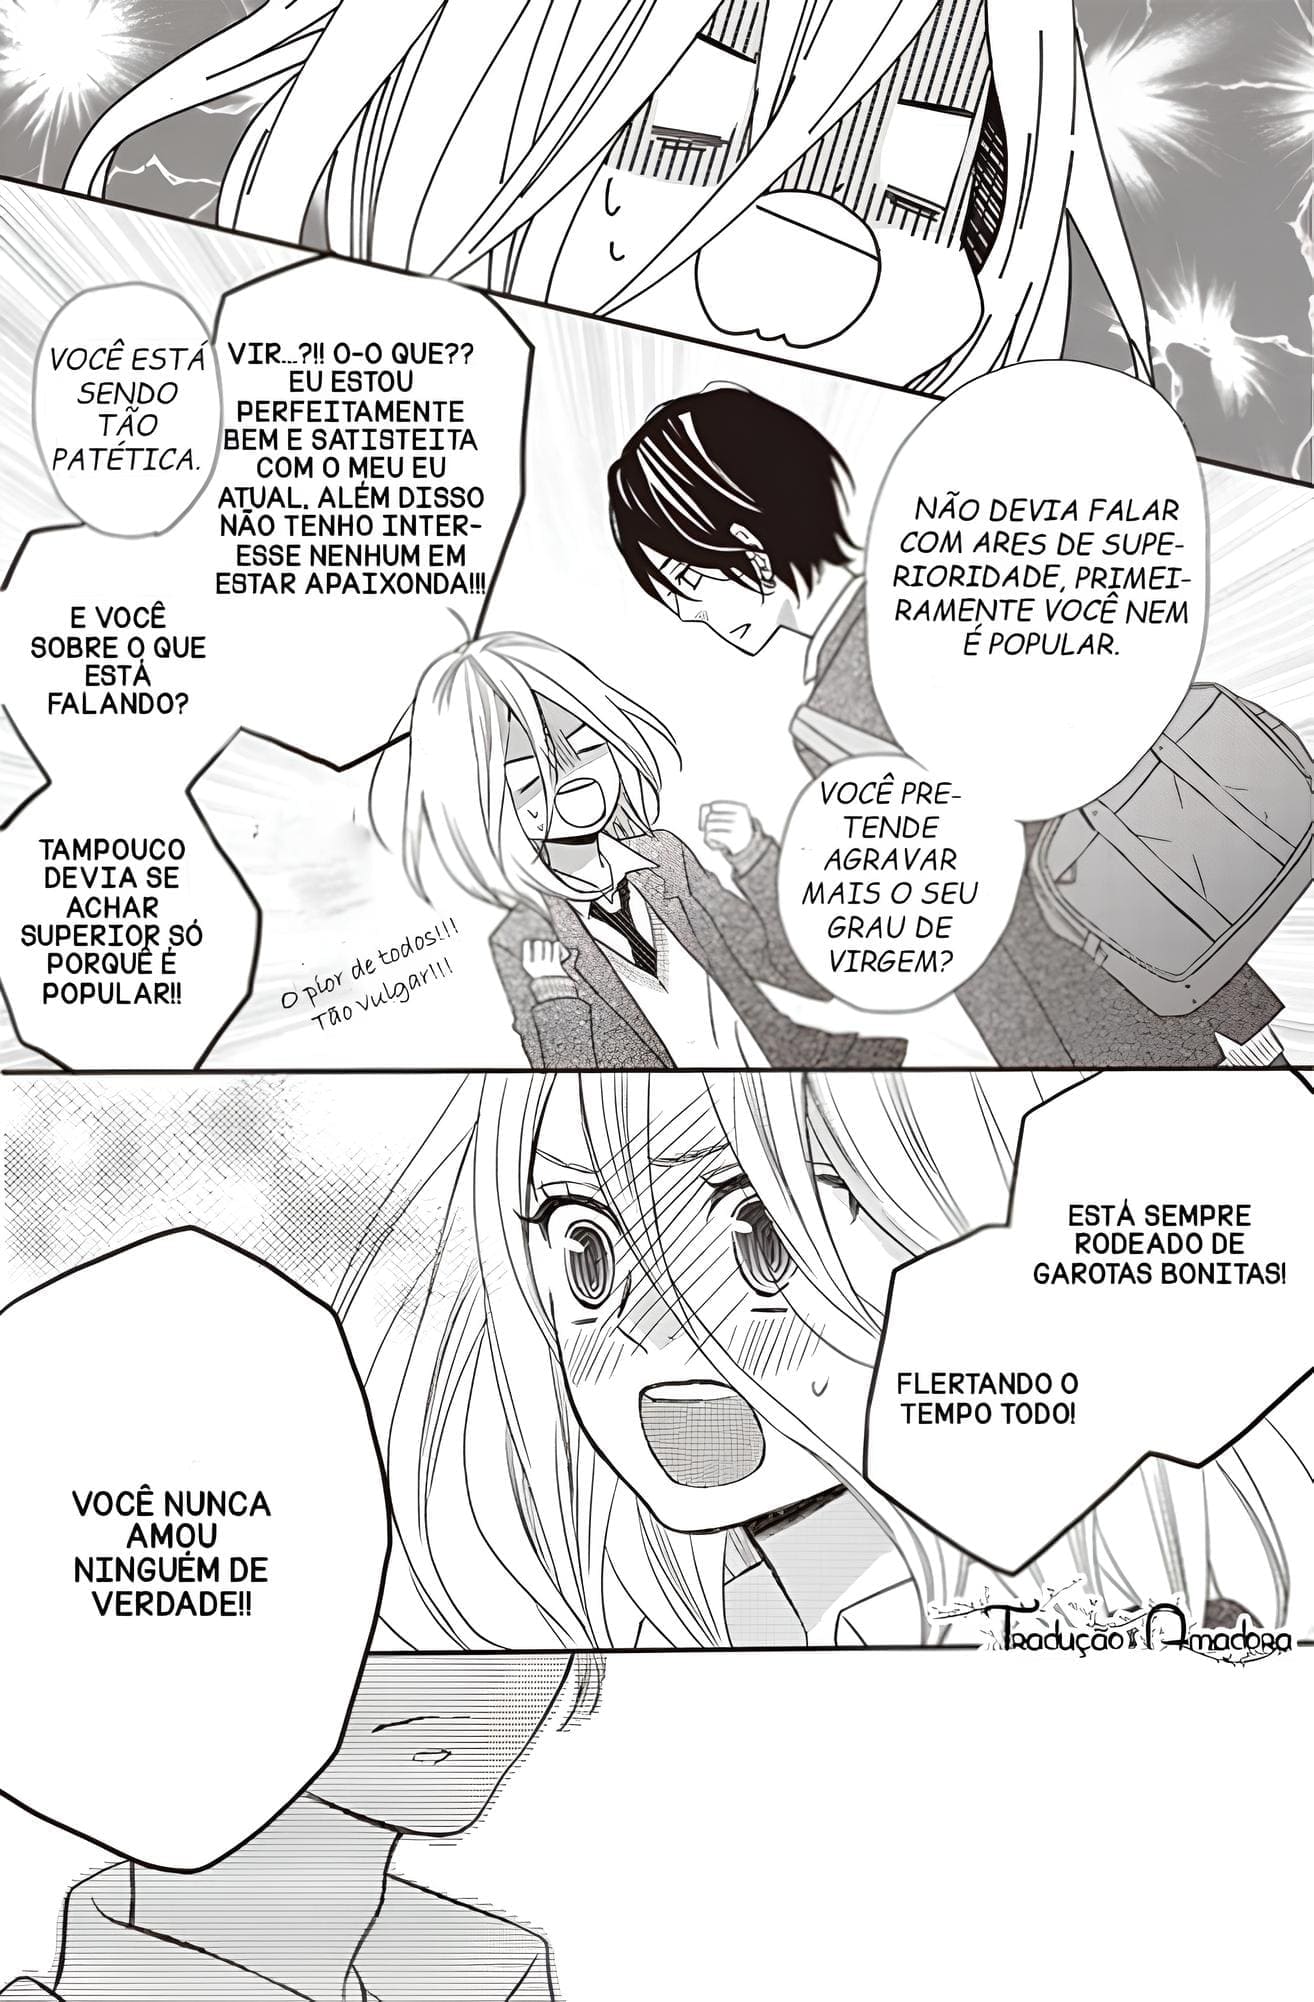 NÃO DEVIA FALAR
COM ARES DE SUPE-
RIORIDADE, PRIMEI-
RAMENTE VOCÊ NEM
É POPULAR.
VOCÊ PRE-
TENDE
AGRAVAR
MAIS O SEU
GRAU DE
VIRGEM?
VIR...?!! O-O QUE??
EU ESTOU
PERFEITAMENTE
BEM E SATISTEITA
COM O MEU EU
ATUAL. ALÉM DISSO
NÃO TENHO INTER-
ESSE NENHUM EM
ESTAR APAIXONDA!!!
VOCÊ ESTÁ
SENDO
TÃO
PATÉTICA.
E VOCÊ
SOBRE O QUE
ESTÁ
FALANDO?
TAMPOUCO
DEVIA SE
ACHAR
SUPERIOR SÓ
PORQUÊ É
POPULAR!!
O píor de todos!!!
Tão vulgar!!!
ESTÁ SEMPRE
RODEADO DE
GAROTAS BONITAS!
FLERTANDO O
TEMPO TODO!
VOCÊ NUNCA
AMOU
NINGUÉM DE
VERDADE!!
Tradução Amadora